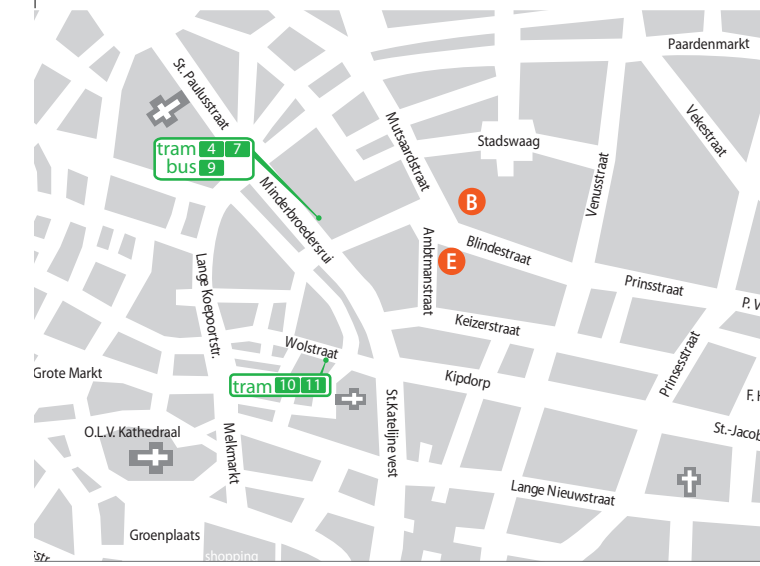 Paardenmarkt
St. Paulusstraat
Vekestraat
Mutsaardstraat
Stadswaag
tram 4 7
bus 9
Venusstraat
Minderbroedersrui
B
Ambtmanstraat
Blindestraat
E
Lange Koepoortstr.
Prinsstraat
P. V
Keizerstraat
Wolstraat
Prinsesstraat
Grote Markt
tram 10 11
Kipdorp
F. H
St.Katelijne vest
O.L.V. Kathedraal
Melkmarkt
St.-Jacob
Lange Nieuwstraat
Groenplaats
shopping
sstr.